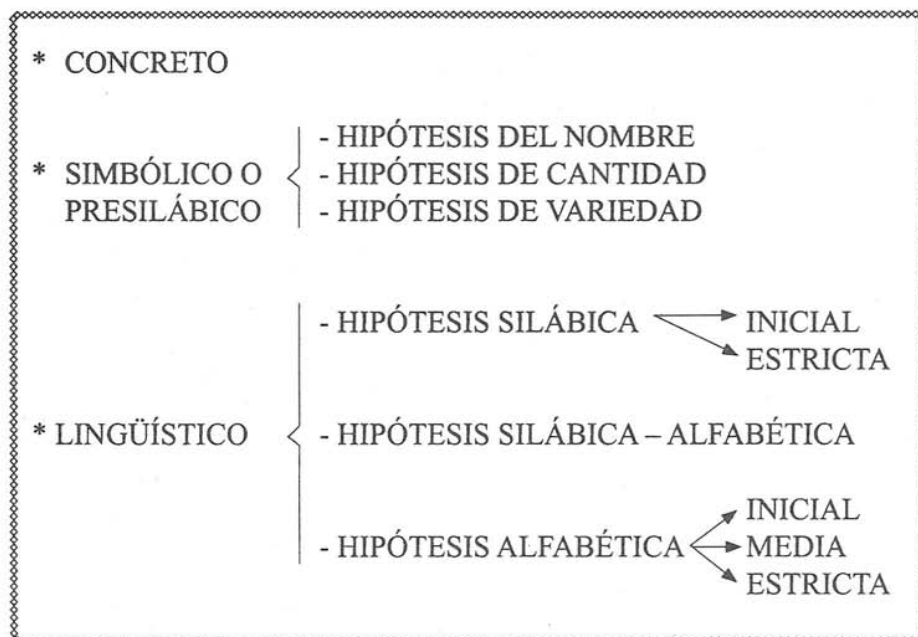 * CONCRETO
- HIPÓTESIS DEL NOMBRE
* SIMBÓLICO O - HIPÓTESIS DE CANTIDAD
PRESILÁBICO - HIPÓTESIS DE VARIEDAD
- HIPÓTESIS SILÁBICA INICIAL
ESTRICTA
* LINGÜÍSTICO - HIPÓTESIS SILÁBICA – ALFABÉTICA
INICIAL
- HIPÓTESIS ALFABÉTICA MEDIA
ESTRICTA